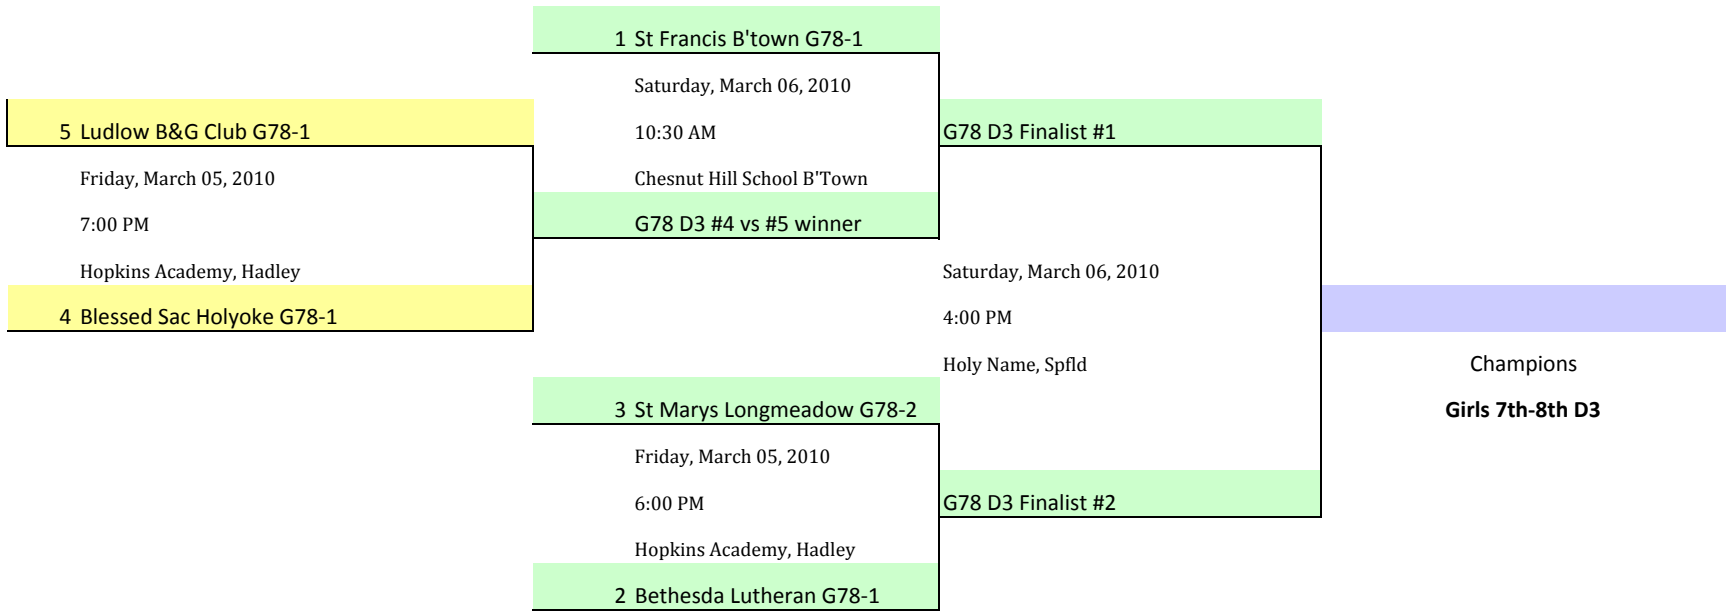 1 St Francis B'town G78-1
Saturday, March 06, 2010
5 Ludlow B&G Club G78-1
10:30 AM
G78 D3 Finalist #1
Friday, March 05, 2010
Chesnut Hill School B'Town
7:00 PM
G78 D3 #4 vs #5 winner
Hopkins Academy, Hadley
Saturday, March 06, 2010
4 Blessed Sac Holyoke G78-1
4:00 PM
Holy Name, Spfld
Champions
3 St Marys Longmeadow G78-2
Girls 7th-8th D3
Friday, March 05, 2010
6:00 PM
G78 D3 Finalist #2
Hopkins Academy, Hadley
2 Bethesda Lutheran G78-1